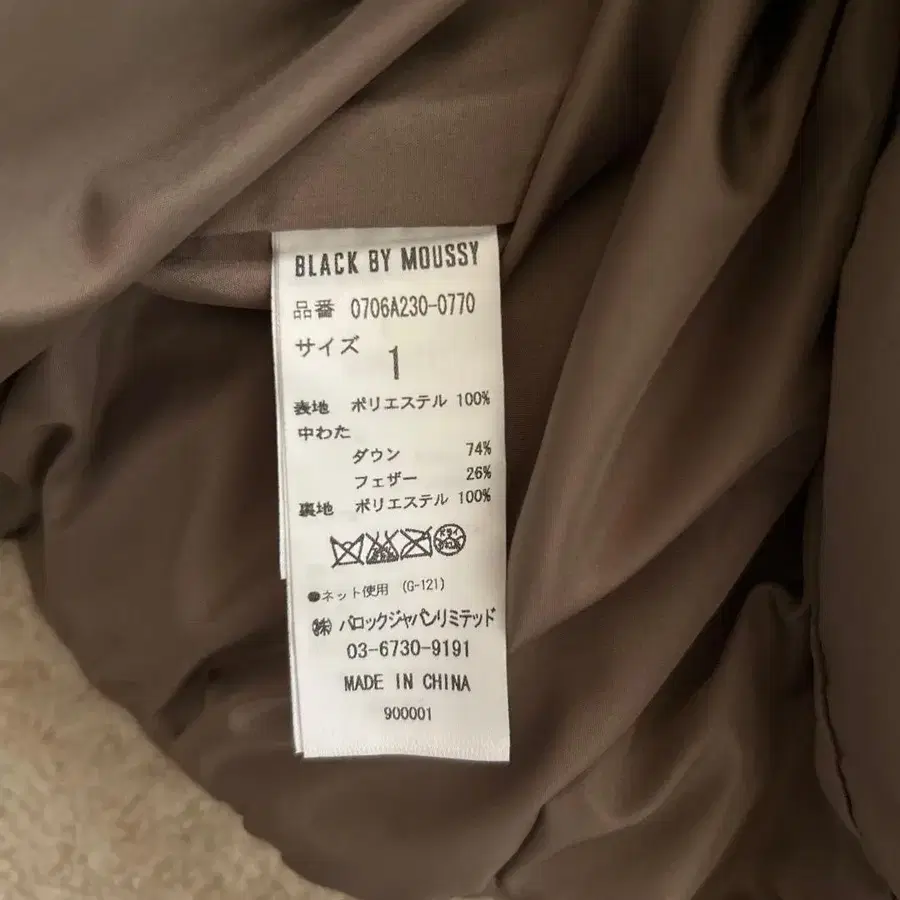 BLACK BY MOUSSY
品番 0706A230-0770
サイズ 1
表地 ポリエステル 100%
中わた
ダウン 74%
フェザー 26%
裏地 ポリエステル 100%
ドライ
●ネット使用 (G-121)
㈱ バロックジャパンリミテッド
03-6730-9191
MADE IN CHINA
900001